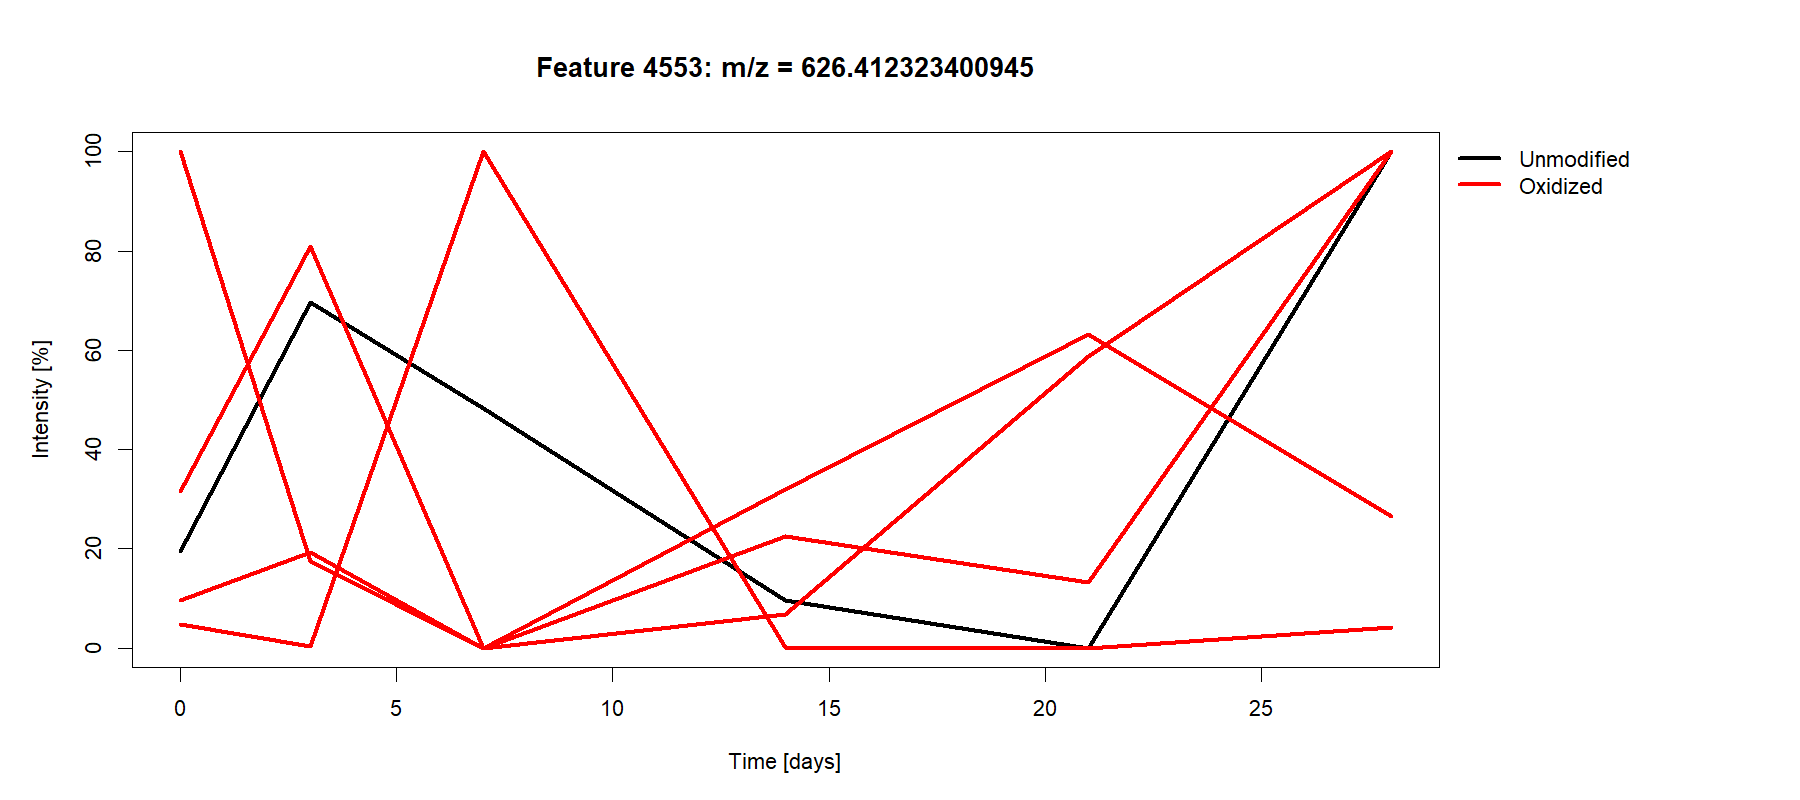 Feature 4553: m/z = 626.412323400945
Unmodified
Oxidized
Intensity [%]
100
80
60
40
20
0
0 5 10 15 20 25
Time [days]